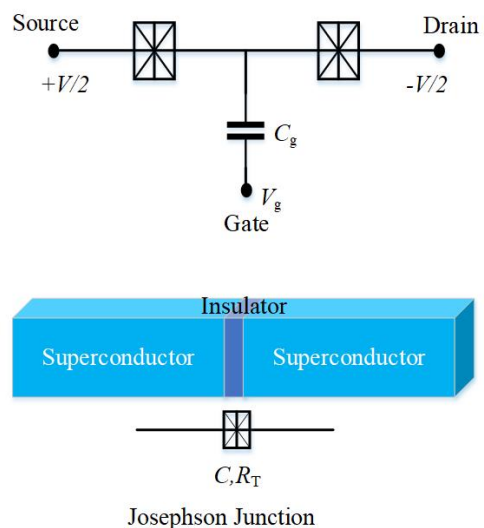 Source
Drain
+V/2
-V/2
Cg
Vg
Gate
Insulator
Superconductor
Superconductor
C,RT
Josephson Junction